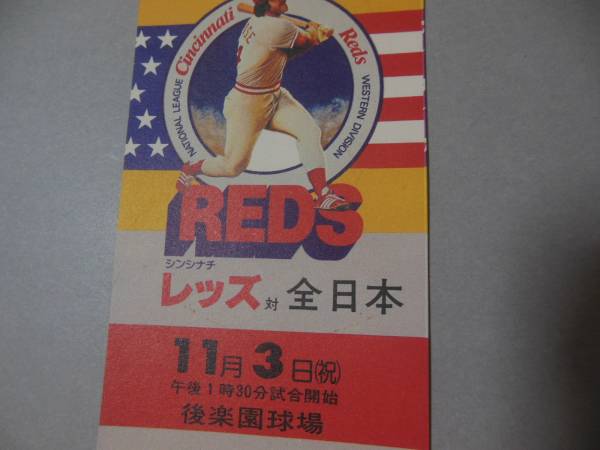 Cincinnati Reds
NATIONAL LEAGUE
WESTERN DIVISION
REDS
シンシナチ
レッズ 対 全日本
11月3日(祝)
午後1時30分試合開始
後楽園球場